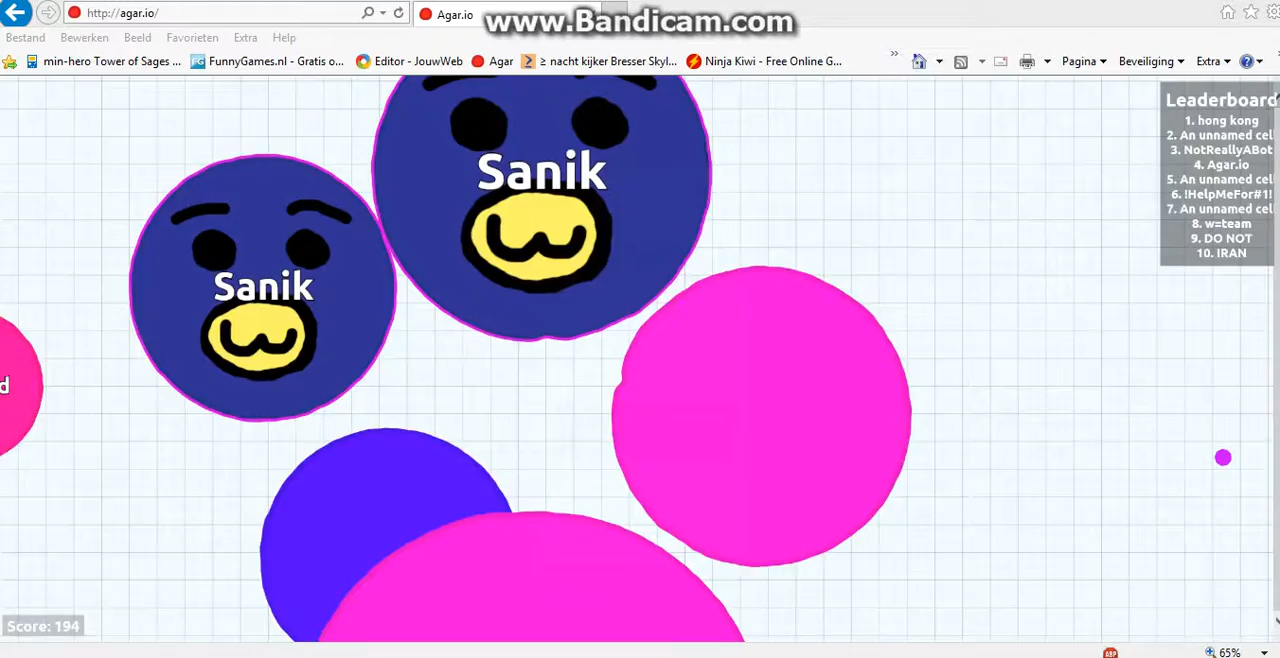 http://agar.io/
Agar.io
www.Bandicam.com
Bestand Bewerken Beeld Favorieten Extra Help
min-hero Tower of Sages ... FunnyGames.nl - Gratis o... Editor - JouwWeb Agar ≥ nacht kijker Bresser Skyl... Ninja Kiwi - Free Online G... » Pagina Beveiliging Extra
Leaderboard
1. hong kong
2. An unnamed cel
3. NotReallyABot
4. Agar.io
5. An unnamed cel
6. !HelpMeFor#1!
7. An unnamed cel
8. w=team
9. DO NOT
10. IRAN
Sanik
Sanik
d
Score: 194
ABP
65%